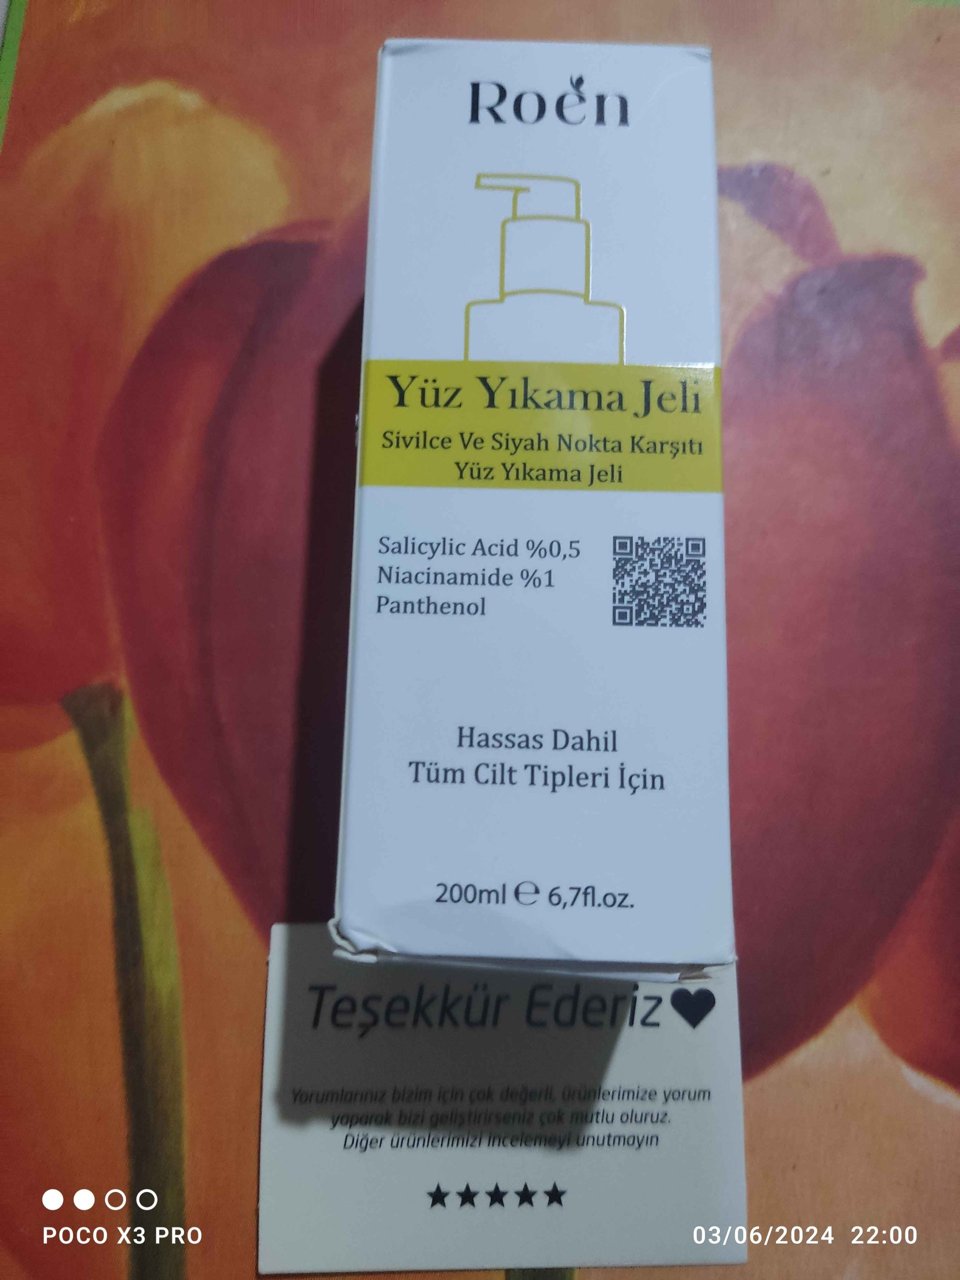 Roen
Yüz Yıkama Jeli
Sivilce Ve Siyah Nokta Karşıtı
Yüz Yıkama Jeli
Salicylic Acid %0,5
Niacinamide %1
Panthenol
Hassas Dahil
Tüm Cilt Tipleri İçin
200ml ℮ 6,7fl.oz.
Teşekkür Ederiz
Yorumlarınız bizim için çok değerli, ürünlerimize yorum
yaparak bizi geliştirirseniz çok mutlu oluruz.
Diğer ürünlerimizi incelemeyi unutmayın
POCO X3 PRO
03/06/2024 22:00